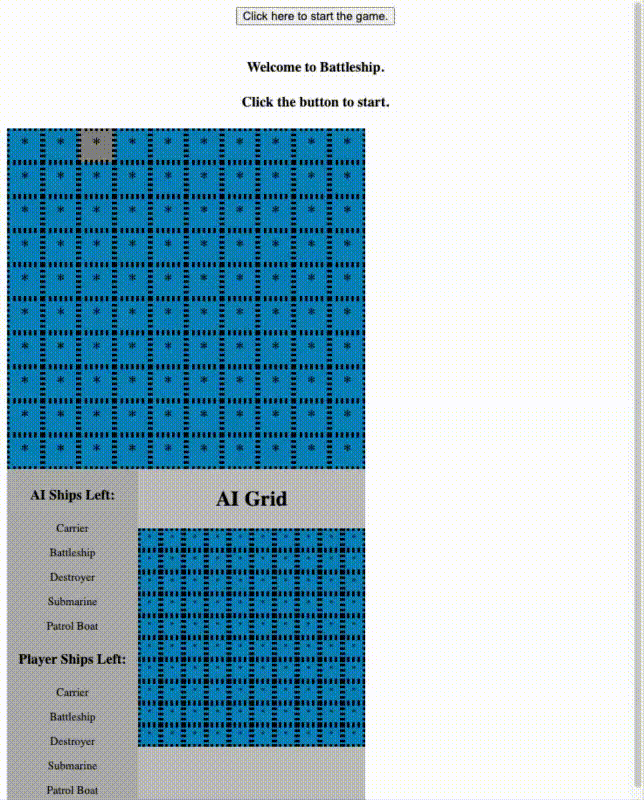 Click here to start the game.
Welcome to Battleship.
Click the button to start.
* * * * * * * * * *
* * * * * * * * * *
* * * * * * * * * *
* * * * * * * * * *
* * * * * * * * * *
* * * * * * * * * *
* * * * * * * * * *
* * * * * * * * * *
* * * * * * * * * *
* * * * * * * * * *
AI Ships Left:
Carrier
Battleship
Destroyer
Submarine
Patrol Boat
Player Ships Left:
Carrier
Battleship
Destroyer
Submarine
Patrol Boat
AI Grid
* * * * * * * * * *
* * * * * * * * * *
* * * * * * * * * *
* * * * * * * * * *
* * * * * * * * * *
* * * * * * * * * *
* * * * * * * * * *
* * * * * * * * * *
* * * * * * * * * *
* * * * * * * * * *